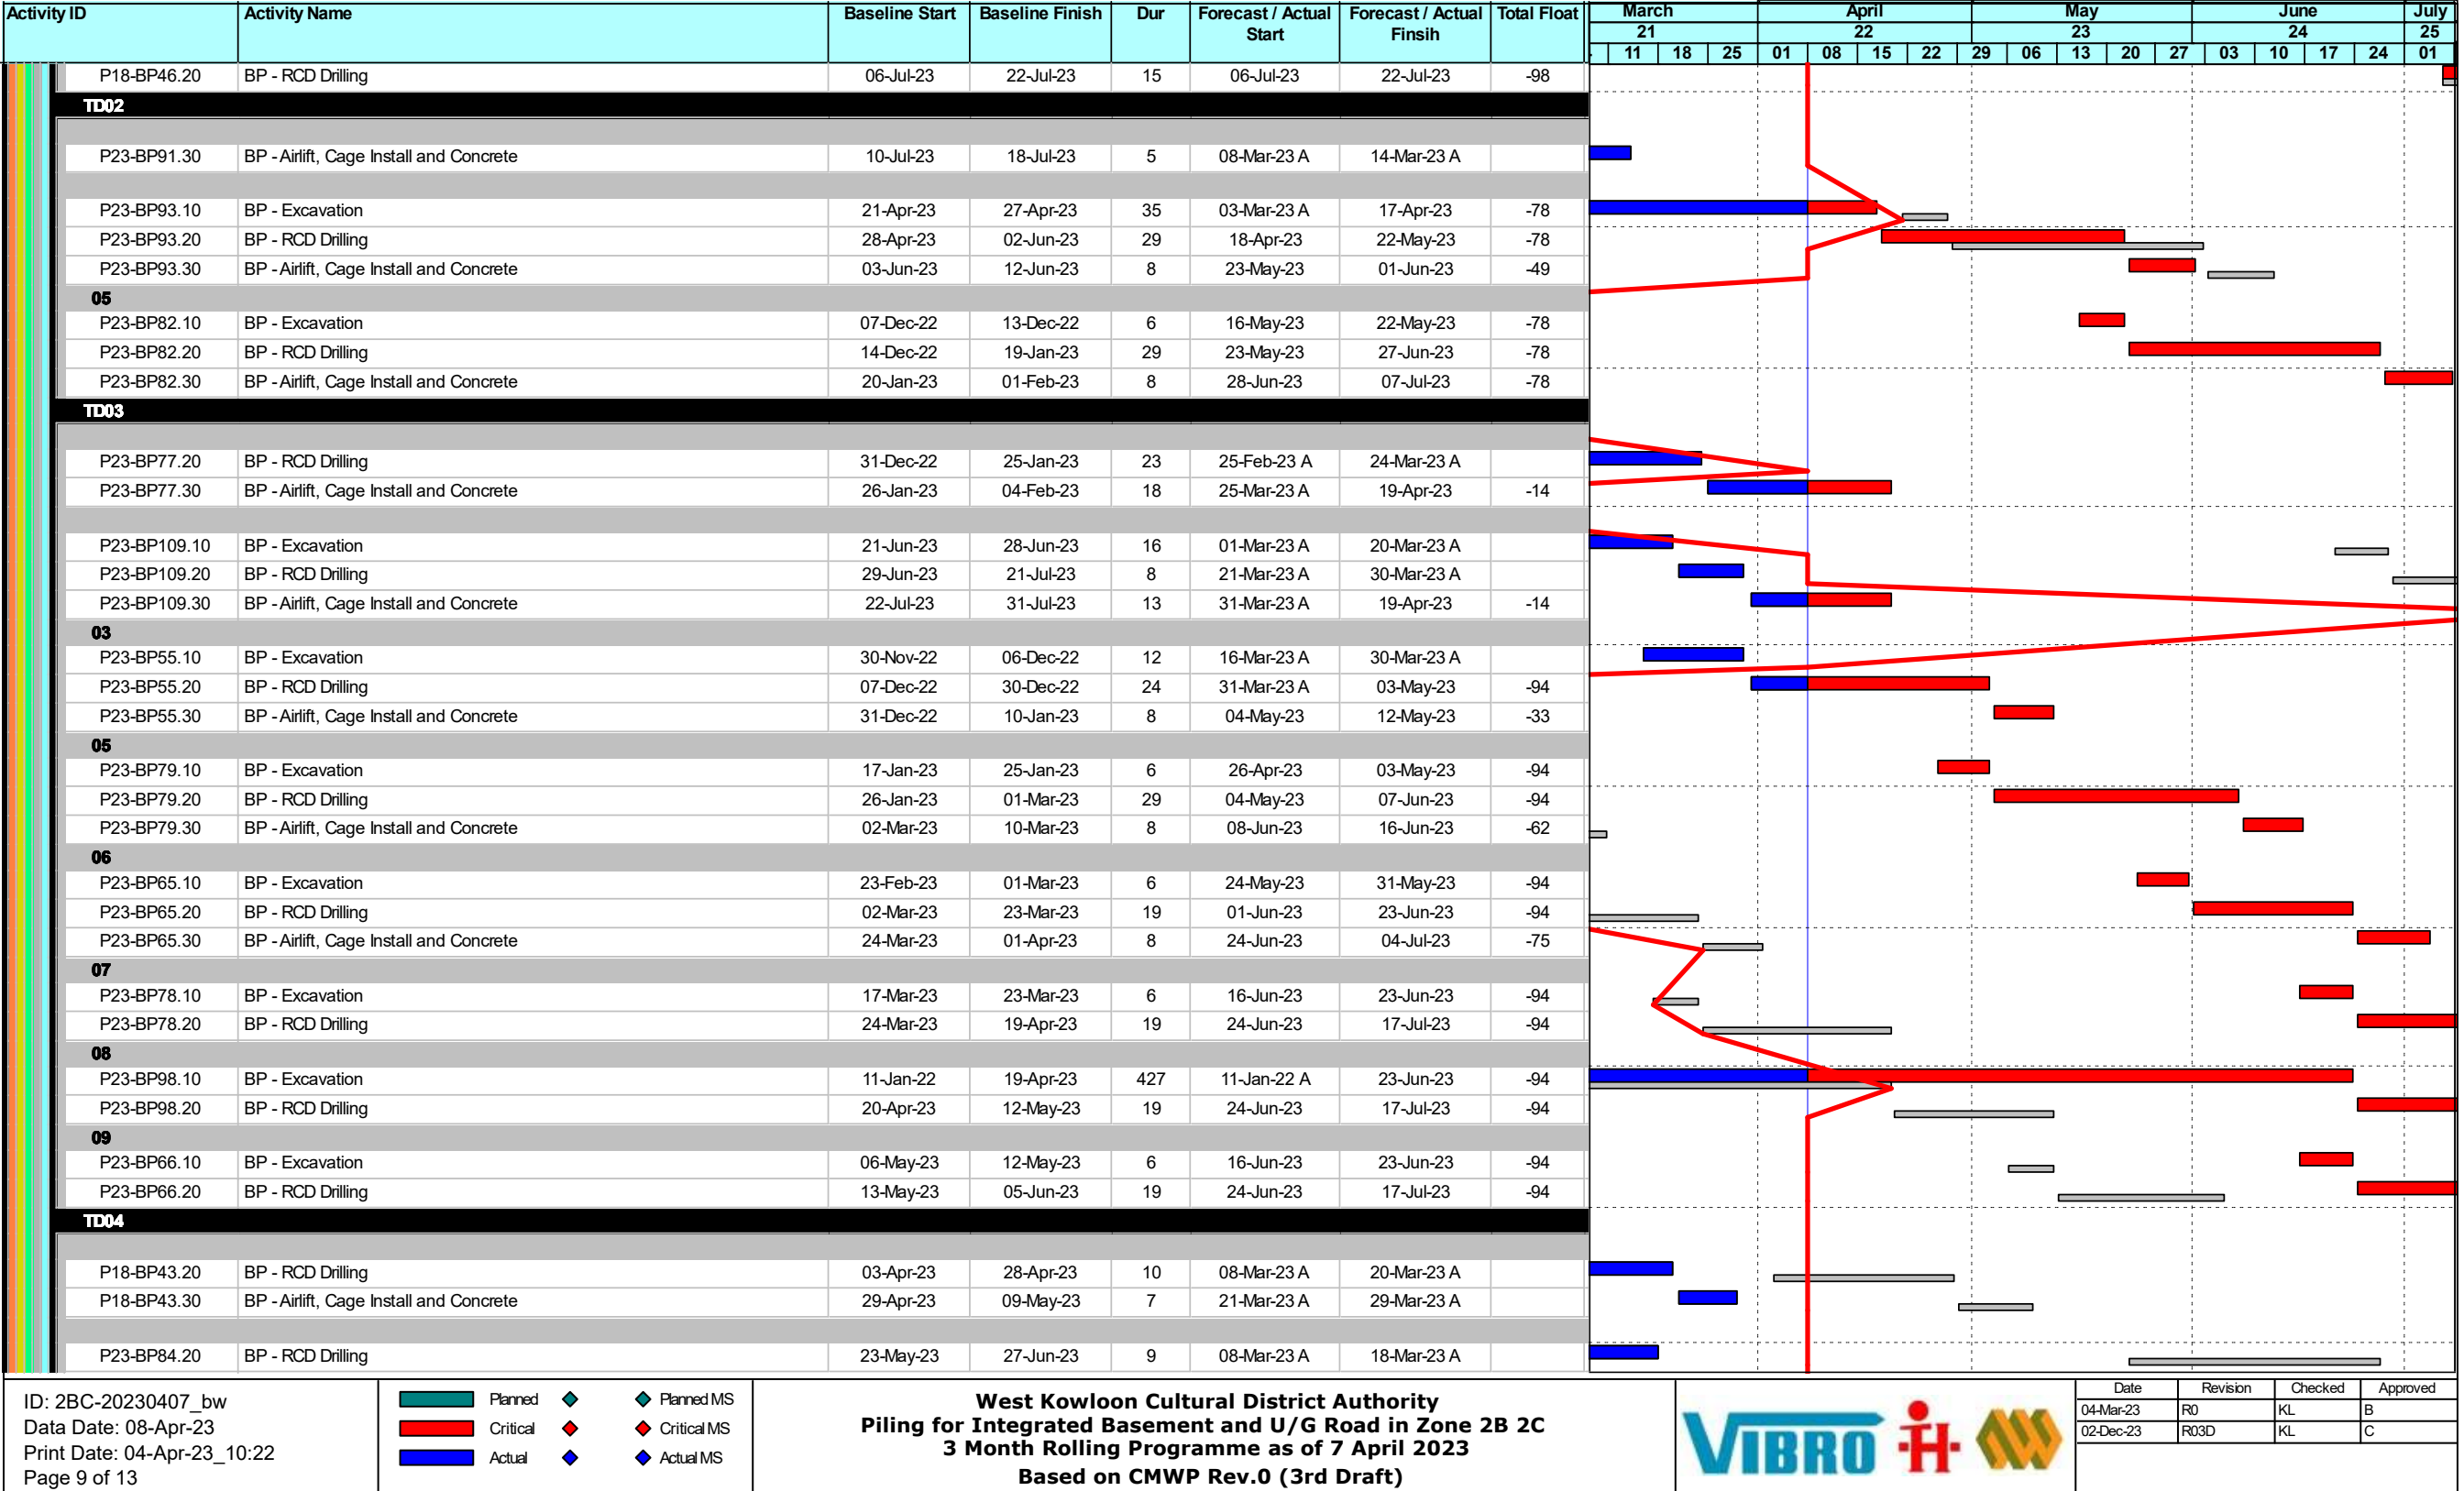 Activity ID Activity Name Baseline Start Baseline Finish Dur Forecast / Actual Start Forecast / Actual Finsih Total Float March April May June July
21 22 23 24 25
11 18 25 01 08 15 22 29 06 13 20 27 03 10 17 24 01
P18-BP46.20 BP - RCD Drilling 06-Jul-23 22-Jul-23 15 06-Jul-23 22-Jul-23 -98
TD02
P23-BP91.30 BP - Airlift, Cage Install and Concrete 10-Jul-23 18-Jul-23 5 08-Mar-23 A 14-Mar-23 A
P23-BP93.10 BP - Excavation 21-Apr-23 27-Apr-23 35 03-Mar-23 A 17-Apr-23 -78
P23-BP93.20 BP - RCD Drilling 28-Apr-23 02-Jun-23 29 18-Apr-23 22-May-23 -78
P23-BP93.30 BP - Airlift, Cage Install and Concrete 03-Jun-23 12-Jun-23 8 23-May-23 01-Jun-23 -49
05
P23-BP82.10 BP - Excavation 07-Dec-22 13-Dec-22 6 16-May-23 22-May-23 -78
P23-BP82.20 BP - RCD Drilling 14-Dec-22 19-Jan-23 29 23-May-23 27-Jun-23 -78
P23-BP82.30 BP - Airlift, Cage Install and Concrete 20-Jan-23 01-Feb-23 8 28-Jun-23 07-Jul-23 -78
TD03
P23-BP77.20 BP - RCD Drilling 31-Dec-22 25-Jan-23 23 25-Feb-23 A 24-Mar-23 A
P23-BP77.30 BP - Airlift, Cage Install and Concrete 26-Jan-23 04-Feb-23 18 25-Mar-23 A 19-Apr-23 -14
P23-BP109.10 BP - Excavation 21-Jun-23 28-Jun-23 16 01-Mar-23 A 20-Mar-23 A
P23-BP109.20 BP - RCD Drilling 29-Jun-23 21-Jul-23 8 21-Mar-23 A 30-Mar-23 A
P23-BP109.30 BP - Airlift, Cage Install and Concrete 22-Jul-23 31-Jul-23 13 31-Mar-23 A 19-Apr-23 -14
03
P23-BP55.10 BP - Excavation 30-Nov-22 06-Dec-22 12 16-Mar-23 A 30-Mar-23 A
P23-BP55.20 BP - RCD Drilling 07-Dec-22 30-Dec-22 24 31-Mar-23 A 03-May-23 -94
P23-BP55.30 BP - Airlift, Cage Install and Concrete 31-Dec-22 10-Jan-23 8 04-May-23 12-May-23 -33
05
P23-BP79.10 BP - Excavation 17-Jan-23 25-Jan-23 6 26-Apr-23 03-May-23 -94
P23-BP79.20 BP - RCD Drilling 26-Jan-23 01-Mar-23 29 04-May-23 07-Jun-23 -94
P23-BP79.30 BP - Airlift, Cage Install and Concrete 02-Mar-23 10-Mar-23 8 08-Jun-23 16-Jun-23 -62
06
P23-BP65.10 BP - Excavation 23-Feb-23 01-Mar-23 6 24-May-23 31-May-23 -94
P23-BP65.20 BP - RCD Drilling 02-Mar-23 23-Mar-23 19 01-Jun-23 23-Jun-23 -94
P23-BP65.30 BP - Airlift, Cage Install and Concrete 24-Mar-23 01-Apr-23 8 24-Jun-23 04-Jul-23 -75
07
P23-BP78.10 BP - Excavation 17-Mar-23 23-Mar-23 6 16-Jun-23 23-Jun-23 -94
P23-BP78.20 BP - RCD Drilling 24-Mar-23 19-Apr-23 19 24-Jun-23 17-Jul-23 -94
08
P23-BP98.10 BP - Excavation 11-Jan-22 19-Apr-23 427 11-Jan-22 A 23-Jun-23 -94
P23-BP98.20 BP - RCD Drilling 20-Apr-23 12-May-23 19 24-Jun-23 17-Jul-23 -94
09
P23-BP66.10 BP - Excavation 06-May-23 12-May-23 6 16-Jun-23 23-Jun-23 -94
P23-BP66.20 BP - RCD Drilling 13-May-23 05-Jun-23 19 24-Jun-23 17-Jul-23 -94
TD04
P18-BP43.20 BP - RCD Drilling 03-Apr-23 28-Apr-23 10 08-Mar-23 A 20-Mar-23 A
P18-BP43.30 BP - Airlift, Cage Install and Concrete 29-Apr-23 09-May-23 7 21-Mar-23 A 29-Mar-23 A
P23-BP84.20 BP - RCD Drilling 23-May-23 27-Jun-23 9 08-Mar-23 A 18-Mar-23 A
ID: 2BC-20230407_bw
Data Date: 08-Apr-23
Print Date: 04-Apr-23_10:22
Page 9 of 13
Planned Planned MS
Critical Critical MS
Actual Actual MS
West Kowloon Cultural District Authority
Piling for Integrated Basement and U/G Road in Zone 2B 2C
3 Month Rolling Programme as of 7 April 2023
Based on CMWP Rev.0 (3rd Draft)
VIBRO
Date Revision Checked Approved
04-Mar-23 R0 KL B
02-Dec-23 R03D KL C